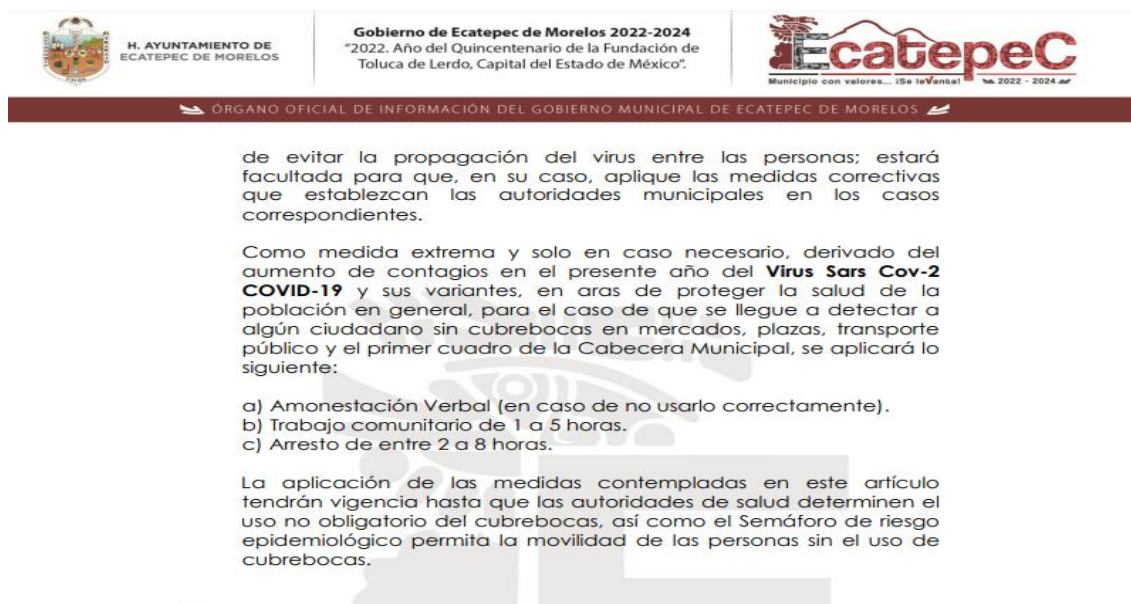 H. AYUNTAMIENTO DE
ECATEPEC DE MORELOS
Gobierno de Ecatepec de Morelos 2022-2024
"2022. Año del Quincentenario de la Fundación de
Toluca de Lerdo, Capital del Estado de México".
EcatepeC
Municipio con valores... ¡Se leVanta! 2022 - 2024
ÓRGANO OFICIAL DE INFORMACIÓN DEL GOBIERNO MUNICIPAL DE ECATEPEC DE MORELOS
de evitar la propagación del virus entre las personas; estará
facultada para que, en su caso, aplique las medidas correctivas
que establezcan las autoridades municipales en los casos
correspondientes.
Como medida extrema y solo en caso necesario, derivado del
aumento de contagios en el presente año del Virus Sars Cov-2
COVID-19 y sus variantes, en aras de proteger la salud de la
población en general, para el caso de que se llegue a detectar a
algún ciudadano sin cubrebocas en mercados, plazas, transporte
público y el primer cuadro de la Cabecera Municipal, se aplicará lo
siguiente:
a) Amonestación Verbal (en caso de no usarlo correctamente).
b) Trabajo comunitario de 1 a 5 horas.
c) Arresto de entre 2 a 8 horas.
La aplicación de las medidas contempladas en este artículo
tendrán vigencia hasta que las autoridades de salud determinen el
uso no obligatorio del cubrebocas, así como el Semáforo de riesgo
epidemiológico permita la movilidad de las personas sin el uso de
cubrebocas.